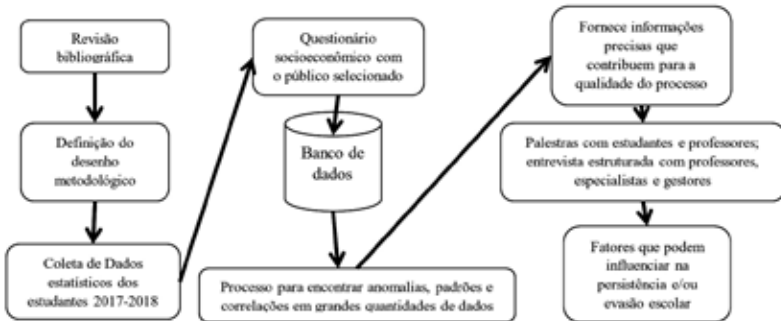 Revisão
bibliográfica
Definição do
desenho
metodológico
Coleta de Dados
estatísticos dos
estudantes 2017-2018
Questionário
socioeconômico com
o público selecionado
Banco de
dados
Processo para encontrar anomalias, padrões e
correlações em grandes quantidades de dados
Fornece informações
precisas que
contribuem para a
qualidade do processo
Palestras com estudantes e professores;
entrevista estruturada com professores,
especialistas e gestores
Fatores que podem
influenciar na
persistência e/ou
evasão escolar